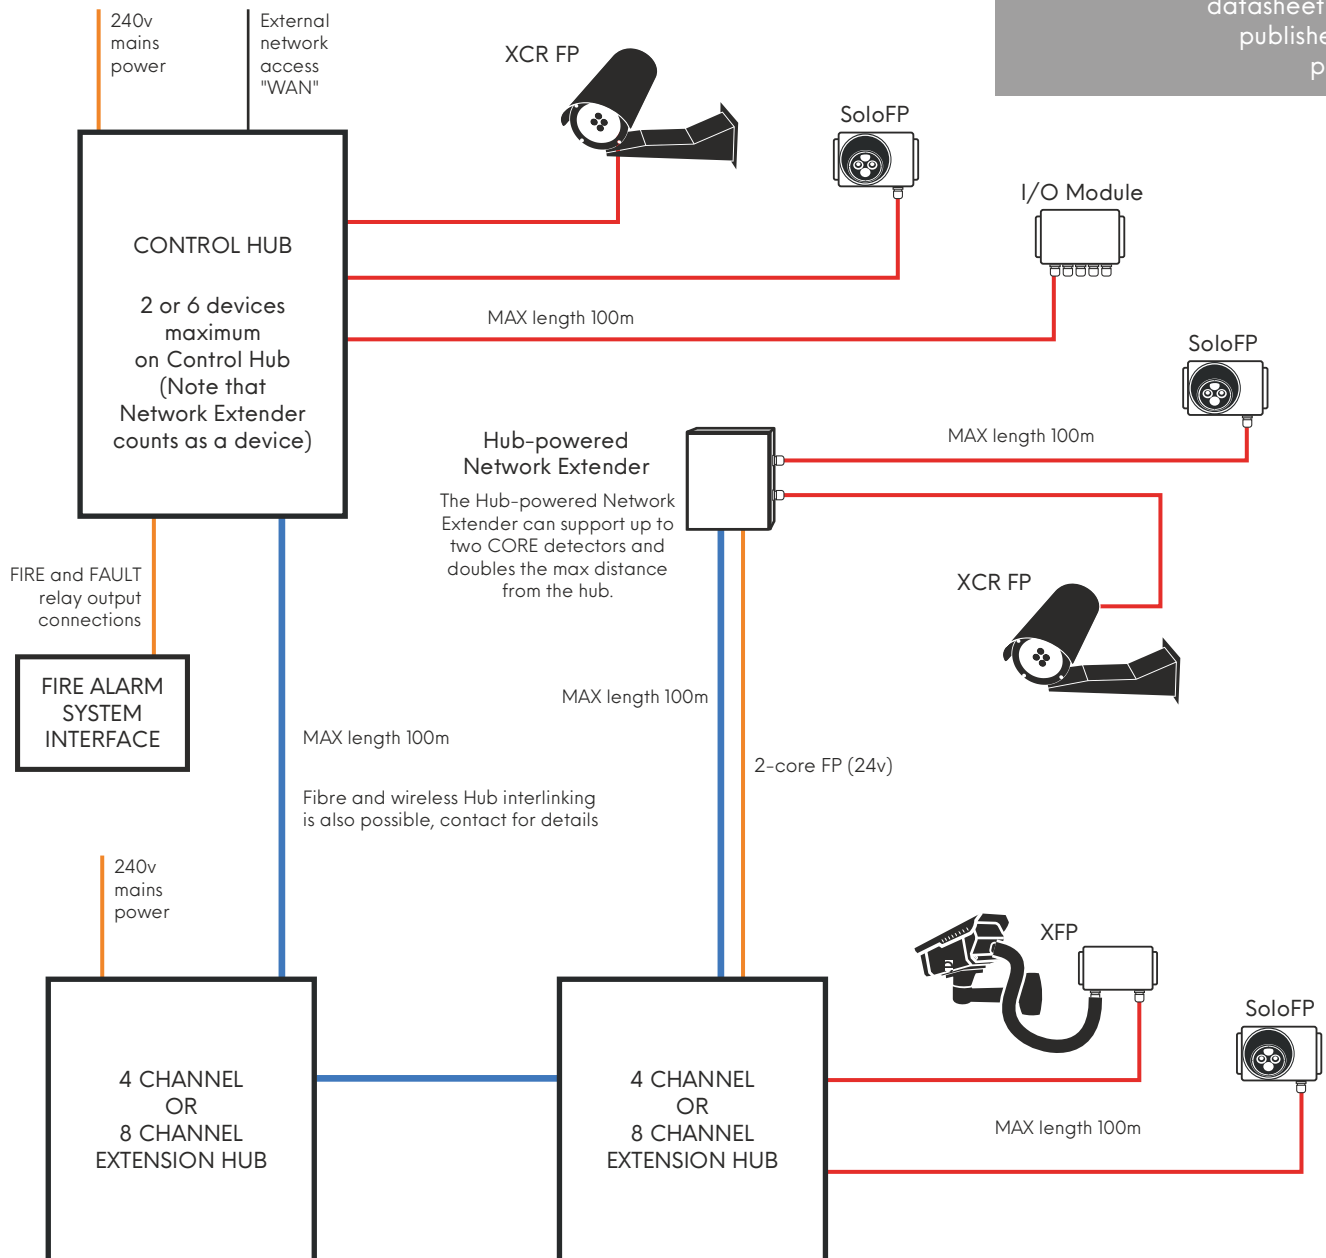 240v
mains
power
External
network
access
"WAN"
datasheet
publishe
p
XCR FP
SoloFP
I/O Module
CONTROL HUB
2 or 6 devices
maximum
on Control Hub
(Note that
Network Extender
counts as a device)
MAX length 100m
SoloFP
MAX length 100m
Hub-powered
Network Extender
The Hub-powered Network
Extender can support up to
two CORE detectors and
doubles the max distance
from the hub.
XCR FP
FIRE and FAULT
relay output
connections
FIRE ALARM
SYSTEM
INTERFACE
MAX length 100m
MAX length 100m
2-core FP (24v)
Fibre and wireless Hub interlinking
is also possible, contact for details
240v
mains
power
XFP
SoloFP
4 CHANNEL
OR
8 CHANNEL
EXTENSION HUB
4 CHANNEL
OR
8 CHANNEL
EXTENSION HUB
MAX length 100m